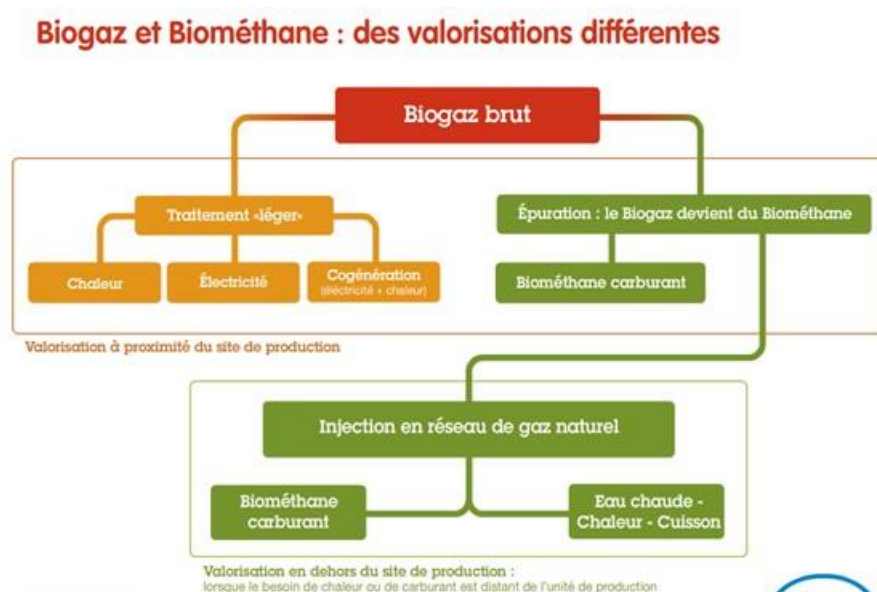 Biogaz et Biométhane : des valorisations différentes
Biogaz brut
Traitement «léger»
Épuration : le Biogaz devient du Biométhane
Chaleur
Électricité
Cogénération
(éléctricité + chaleur)
Biométhane carburant
Valorisation à proximité du site de production
Injection en réseau de gaz naturel
Biométhane
carburant
Eau chaude -
Chaleur - Cuisson
Valorisation en dehors du site de production :
lorsque le besoin de chaleur ou de carburant est distant de l'unité de production